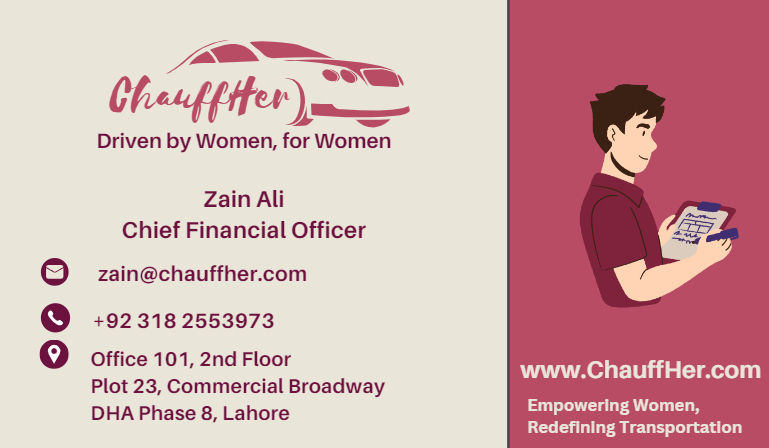 ChauffHer
Driven by Women, for Women
Zain Ali
Chief Financial Officer
zain@chauffher.com
+92 318 2553973
Office 101, 2nd Floor
Plot 23, Commercial Broadway
DHA Phase 8, Lahore
www.ChauffHer.com
Empowering Women,
Redefining Transportation